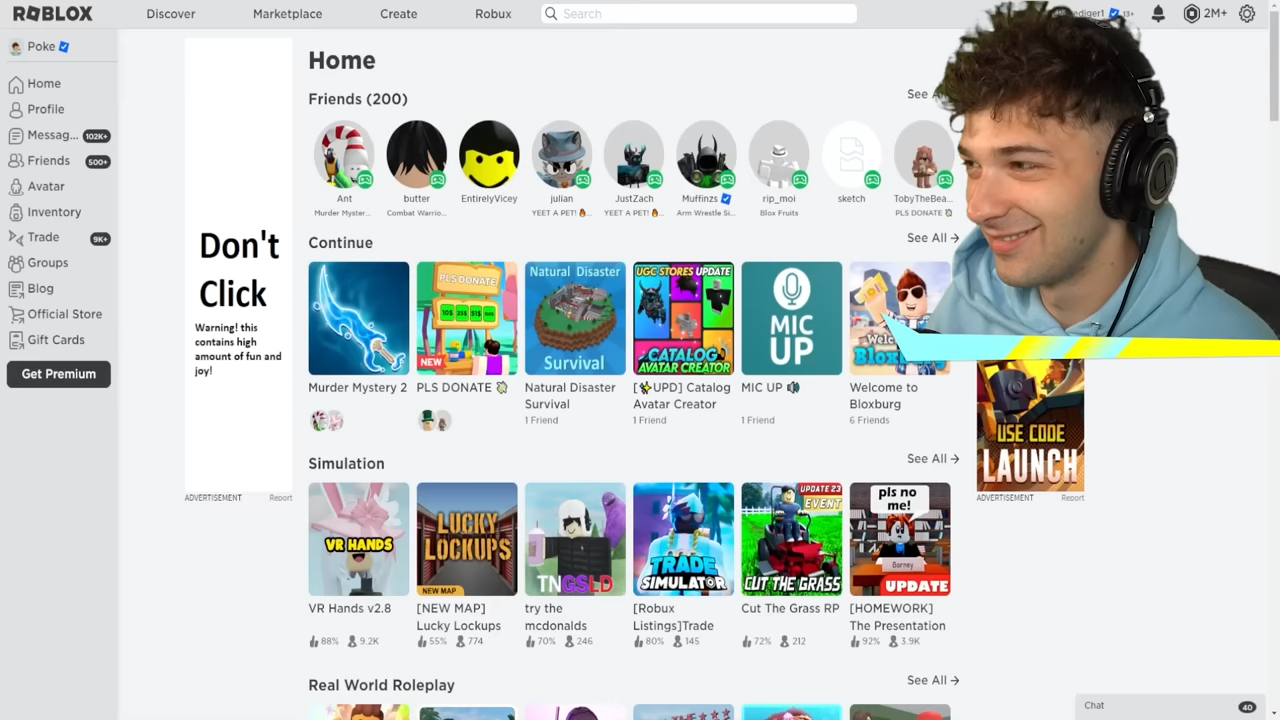 ROBLOX
Discover
Marketplace
Create
Robux
Search
13+
2M+
Poke
Home
Profile
Messag... 102K+
Friends 500+
Avatar
Inventory
Trade 9K+
Groups
Blog
Official Store
Gift Cards
Get Premium
Don't
Click
Warning! this
contains high
amount of fun and
joy!
ADVERTISEMENT Report
Home
Friends (200)
See
Ant
Murder Myster...
butter
Combat Warrio...
EntirelyVicey
julian
YEET A PET!
JustZach
YEET A PET!
Muffinzs
Arm Wrestle Si...
rip_moi
Blox Fruits
sketch
TobyTheBea...
PLS DONATE
Continue
See All →
PLS DONATE
10$ 25$ 51$
NEW
Natural Disaster
Survival
UGC STORES UPDATE
CATALOG
AVATAR CREATOR
MIC
UP
Murder Mystery 2
PLS DONATE
Natural Disaster
Survival
1 Friend
[UPD] Catalog
Avatar Creator
1 Friend
MIC UP
1 Friend
Welcome to
Bloxburg
6 Friends
USE CODE
LAUNCH
ADVERTISEMENT Report
Simulation
See All →
VR HANDS
LUCKY
LOCKUPS
NEW MAP
TNGSLD
TRADE
SIMULATOR
UPDATE 23
EVENT
CUT THE GRASS
pls no
me!
Barney
UPDATE
VR Hands v2.8
88% 9.2K
[NEW MAP]
Lucky Lockups
55% 774
try the
mcdonalds
70% 246
[Robux
Listings]Trade
80% 145
Cut The Grass RP
72% 212
[HOMEWORK]
The Presentation
92% 3.9K
Real World Roleplay
See All →
Chat 40